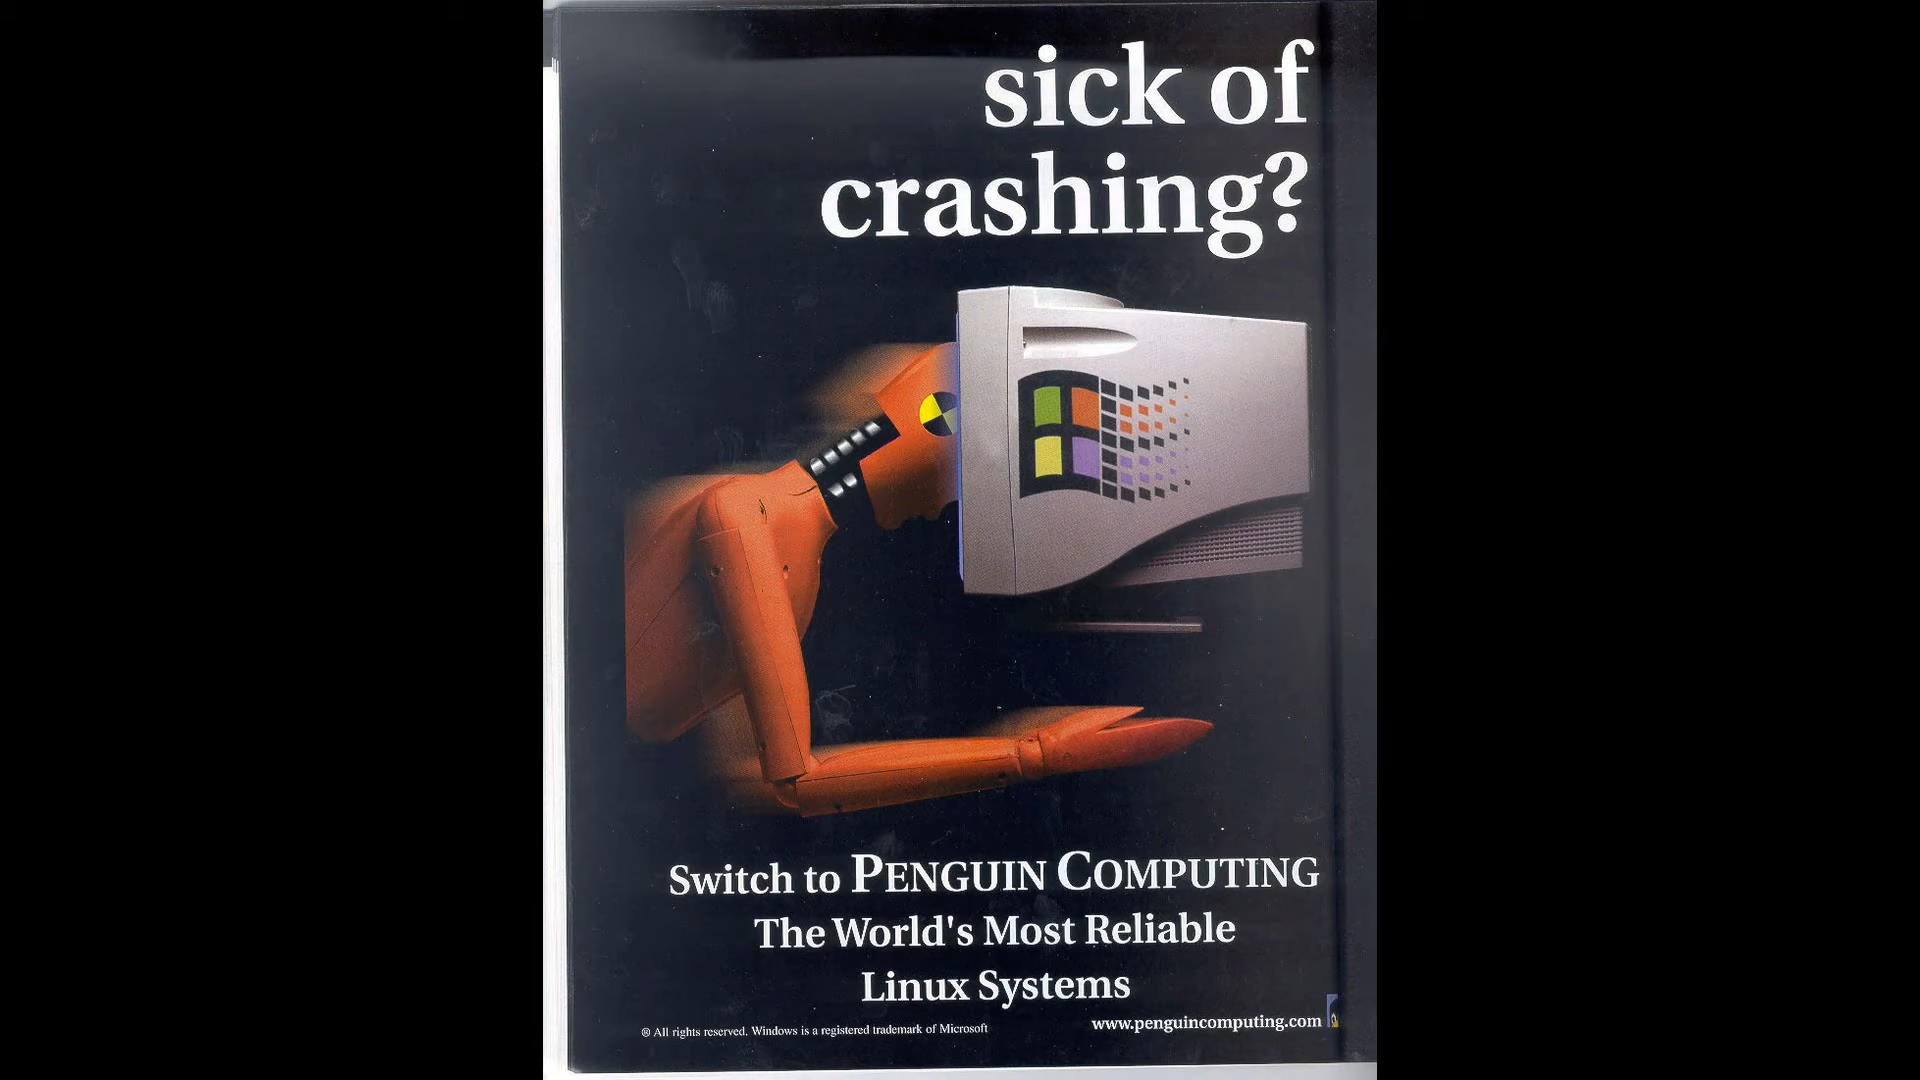 sick of
crashing?
Switch to PENGUIN COMPUTING
The World's Most Reliable
Linux Systems
® All rights reserved. Windows is a registered trademark of Microsoft
www.penguincomputing.com